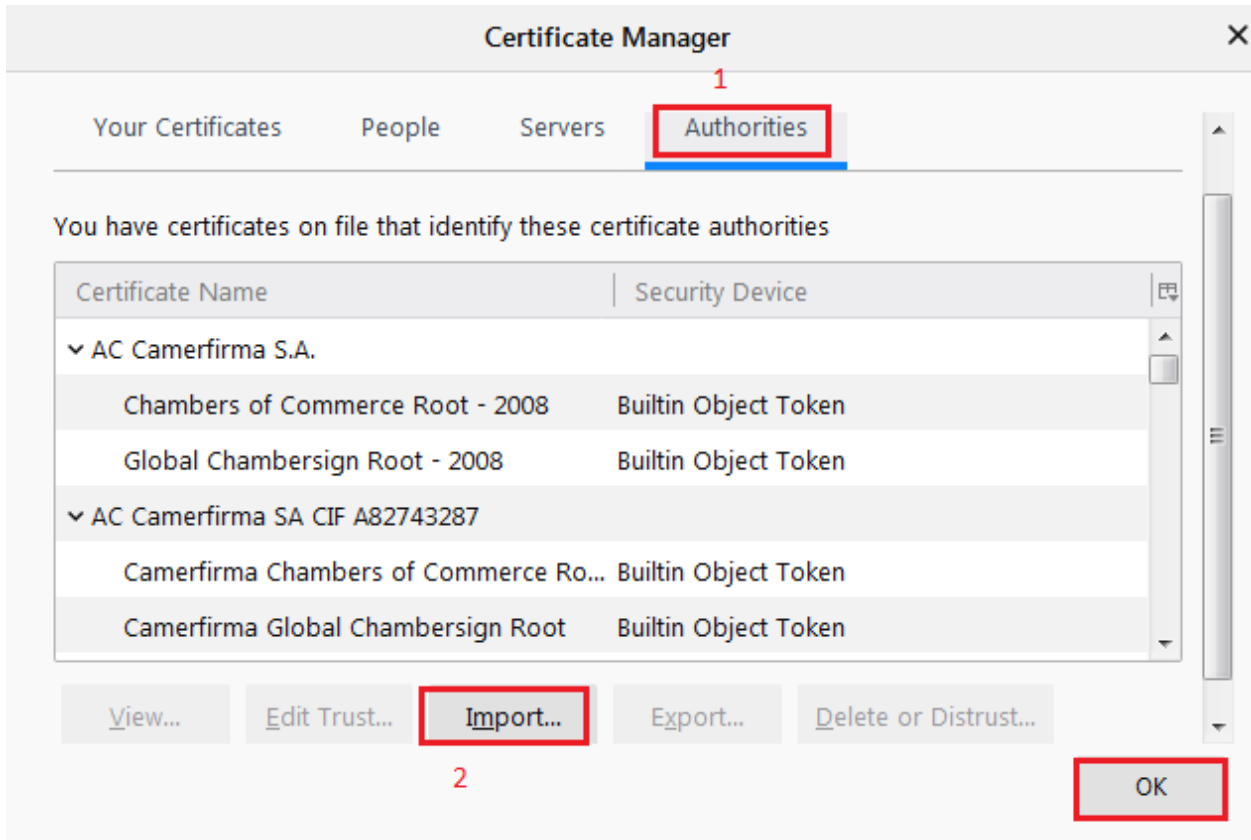 Certificate Manager
1
Your Certificates People Servers Authorities
You have certificates on file that identify these certificate authorities
Certificate Name Security Device
AC Camerfirma S.A.
Chambers of Commerce Root - 2008 Builtin Object Token
Global Chambersign Root - 2008 Builtin Object Token
AC Camerfirma SA CIF A82743287
Camerfirma Chambers of Commerce Ro... Builtin Object Token
Camerfirma Global Chambersign Root Builtin Object Token
View... Edit Trust... Import... Export... Delete or Distrust...
2
OK